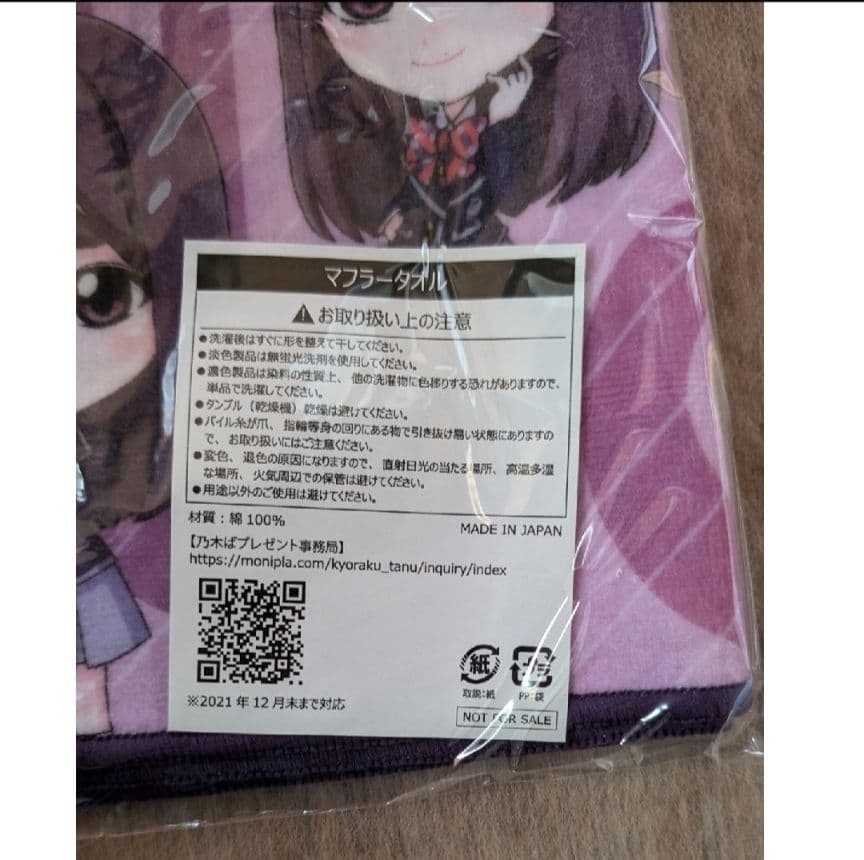 マフラータオル
⚠お取り扱い上の注意
●洗濯後はすぐに形を整えて干してください。
●淡色製品は無蛍光洗剤を使用してください。
●濃色製品は染料の性質上、他の洗濯物に色移りする恐れがありますので、
単品で洗濯してください。
●タンブル（乾燥機）乾燥は避けてください。
●パイル糸が爪、指輪等身の回りにある物で引き抜け易い状態にありますの
で、お取り扱いにはご注意ください。
●変色、退色の原因になりますので、直射日光の当たる場所、高温多湿
な場所、火気周辺での保管は避けてください。
●用途以外のご使用は避けてください。
材質：綿100%
MADE IN JAPAN
【乃木ぱプレゼント事務局】
https://monipla.com/kyoraku_tanu/inquiry/index
紙
プラ
取説:紙
PP:袋
※2021年12月末まで対応
NOT FOR SALE